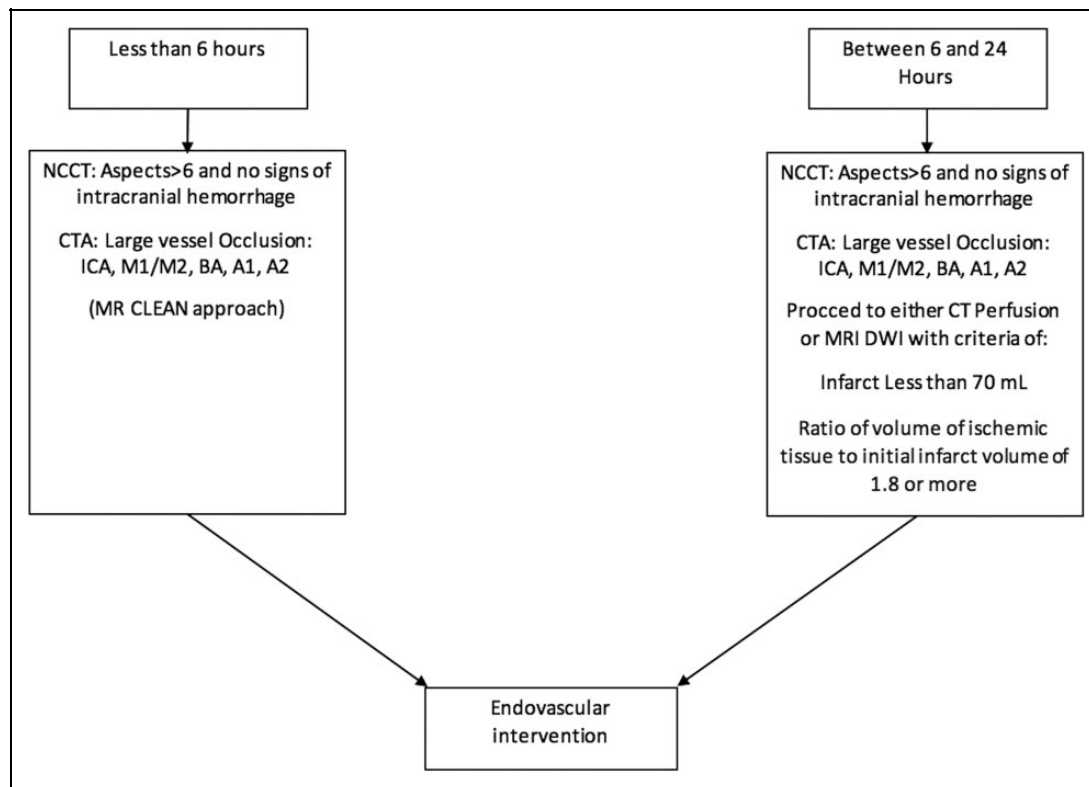 Less than 6 hours
NCCT: Aspects>6 and no signs of
intracranial hemorrhage
CTA: Large vessel Occlusion:
ICA, M1/M2, BA, A1, A2
(MR CLEAN approach)
Between 6 and 24
Hours
NCCT: Aspects>6 and no signs of
intracranial hemorrhage
CTA: Large vessel Occlusion:
ICA, M1/M2, BA, A1, A2
Procced to either CT Perfusion
or MRI DWI with criteria of:
Infarct Less than 70 mL
Ratio of volume of ischemic
tissue to initial infarct volume of
1.8 or more
Endovascular
intervention